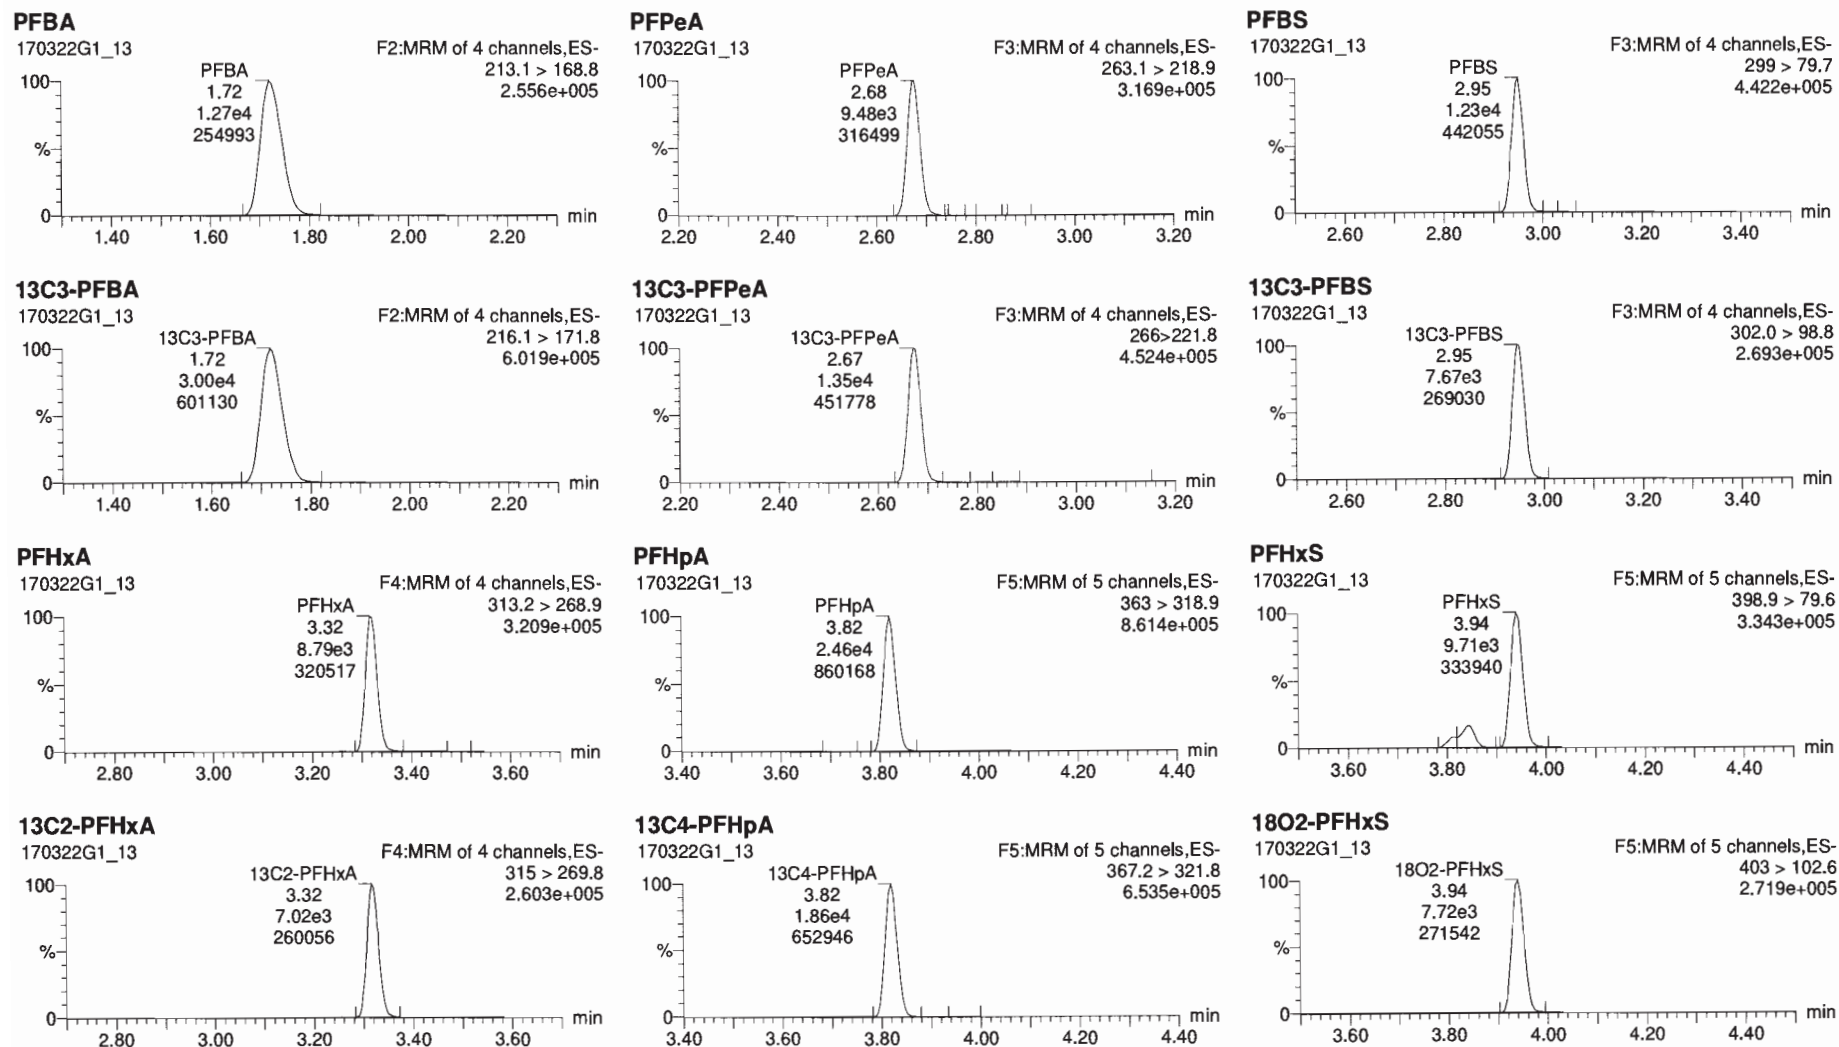 PFBA
170322G1_13
F2:MRM of 4 channels,ES-
213.1 > 168.8
2.556e+005
PFBA
1.72
1.27e4
254993
100
%
0
1.40 1.60 1.80 2.00 2.20
min
PFPeA
170322G1_13
F3:MRM of 4 channels,ES-
263.1 > 218.9
3.169e+005
PFPeA
2.68
9.48e3
316499
100
%
0
2.20 2.40 2.60 2.80 3.00 3.20
min
PFBS
170322G1_13
F3:MRM of 4 channels,ES-
299 > 79.7
4.422e+005
PFBS
2.95
1.23e4
442055
100
%
0
2.60 2.80 3.00 3.20 3.40
min
13C3-PFBA
170322G1_13
F2:MRM of 4 channels,ES-
216.1 > 171.8
6.019e+005
13C3-PFBA
1.72
3.00e4
601130
100
%
0
1.40 1.60 1.80 2.00 2.20
min
13C3-PFPeA
170322G1_13
F3:MRM of 4 channels,ES-
266>221.8
4.524e+005
13C3-PFPeA
2.67
1.35e4
451778
100
%
0
2.20 2.40 2.60 2.80 3.00 3.20
min
13C3-PFBS
170322G1_13
F3:MRM of 4 channels,ES-
302.0 > 98.8
2.693e+005
13C3-PFBS
2.95
7.67e3
269030
100
%
0
2.60 2.80 3.00 3.20 3.40
min
PFHxA
170322G1_13
F4:MRM of 4 channels,ES-
313.2 > 268.9
3.209e+005
PFHxA
3.32
8.79e3
320517
100
%
0
2.80 3.00 3.20 3.40 3.60
min
PFHpA
170322G1_13
F5:MRM of 5 channels,ES-
363 > 318.9
8.614e+005
PFHpA
3.82
2.46e4
860168
100
%
0
3.40 3.60 3.80 4.00 4.20 4.40
min
PFHxS
170322G1_13
F5:MRM of 5 channels,ES-
398.9 > 79.6
3.343e+005
PFHxS
3.94
9.71e3
333940
100
%
0
3.60 3.80 4.00 4.20 4.40
min
13C2-PFHxA
170322G1_13
F4:MRM of 4 channels,ES-
315 > 269.8
2.603e+005
13C2-PFHxA
3.32
7.02e3
260056
100
%
0
2.80 3.00 3.20 3.40 3.60
min
13C4-PFHpA
170322G1_13
F5:MRM of 5 channels,ES-
367.2 > 321.8
6.535e+005
13C4-PFHpA
3.82
1.86e4
652946
100
%
0
3.40 3.60 3.80 4.00 4.20 4.40
min
18O2-PFHxS
170322G1_13
F5:MRM of 5 channels,ES-
403 > 102.6
2.719e+005
18O2-PFHxS
3.94
7.72e3
271542
100
%
0
3.60 3.80 4.00 4.20 4.40
min